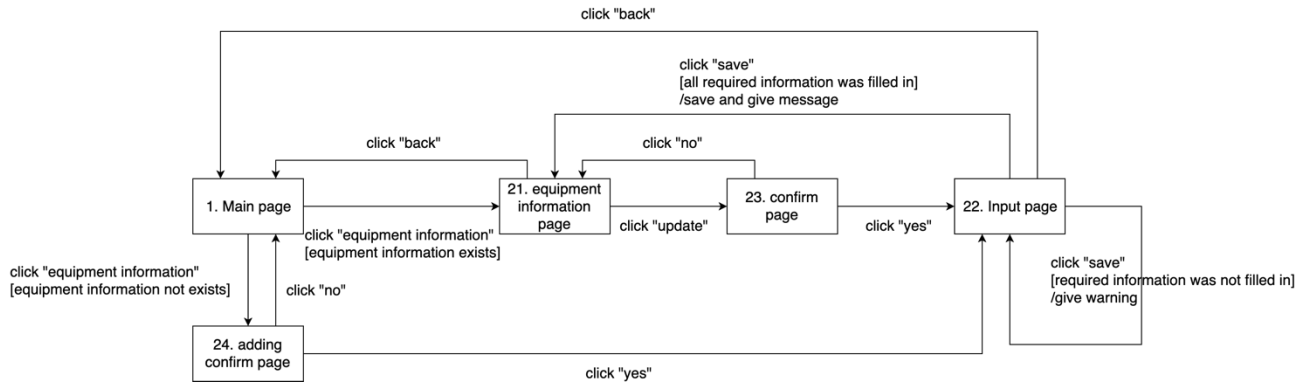 click "back"
click "save"
[all required information was filled in]
/save and give message
click "back"
click "no"
1. Main page
21. equipment
information
page
23. confirm
page
22. Input page
click "equipment information"
[equipment information exists]
click "update"
click "yes"
click "equipment information"
[equipment information not exists]
click "no"
click "save"
[required information was not filled in]
/give warning
24. adding
confirm page
click "yes"